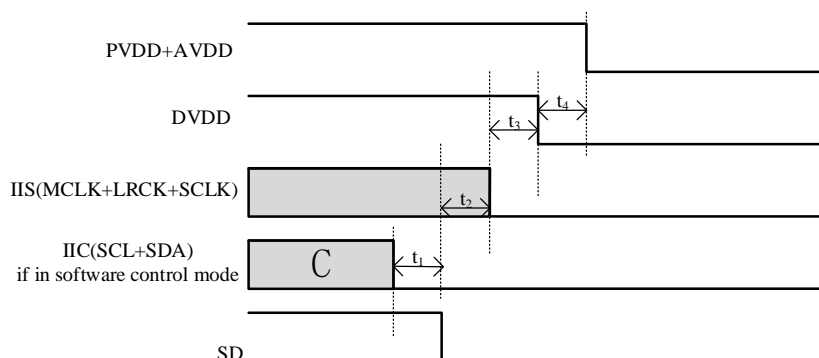 PVDD+AVDD
t4
DVDD
t3
IIS(MCLK+LRCK+SCLK)
t2
IIC(SCL+SDA)
if in software control mode
C
t1
SD